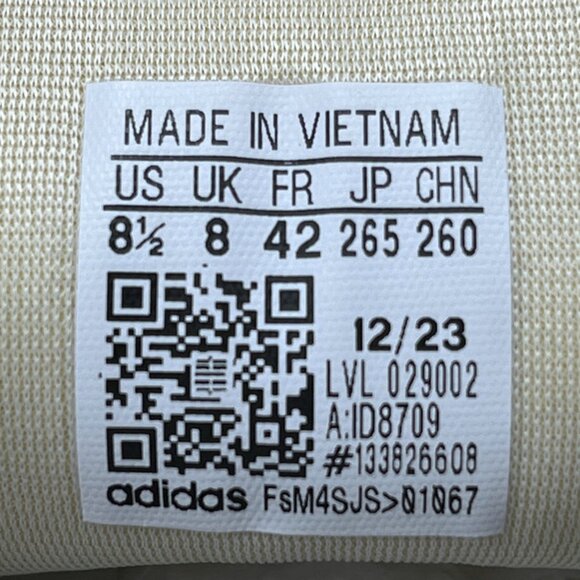 MADE IN VIETNAM
US UK FR JP CHN
8½ 8 42 265 260
12/23
LVL 029002
A:ID8709
#133826608
adidas FsM4SJS>01067